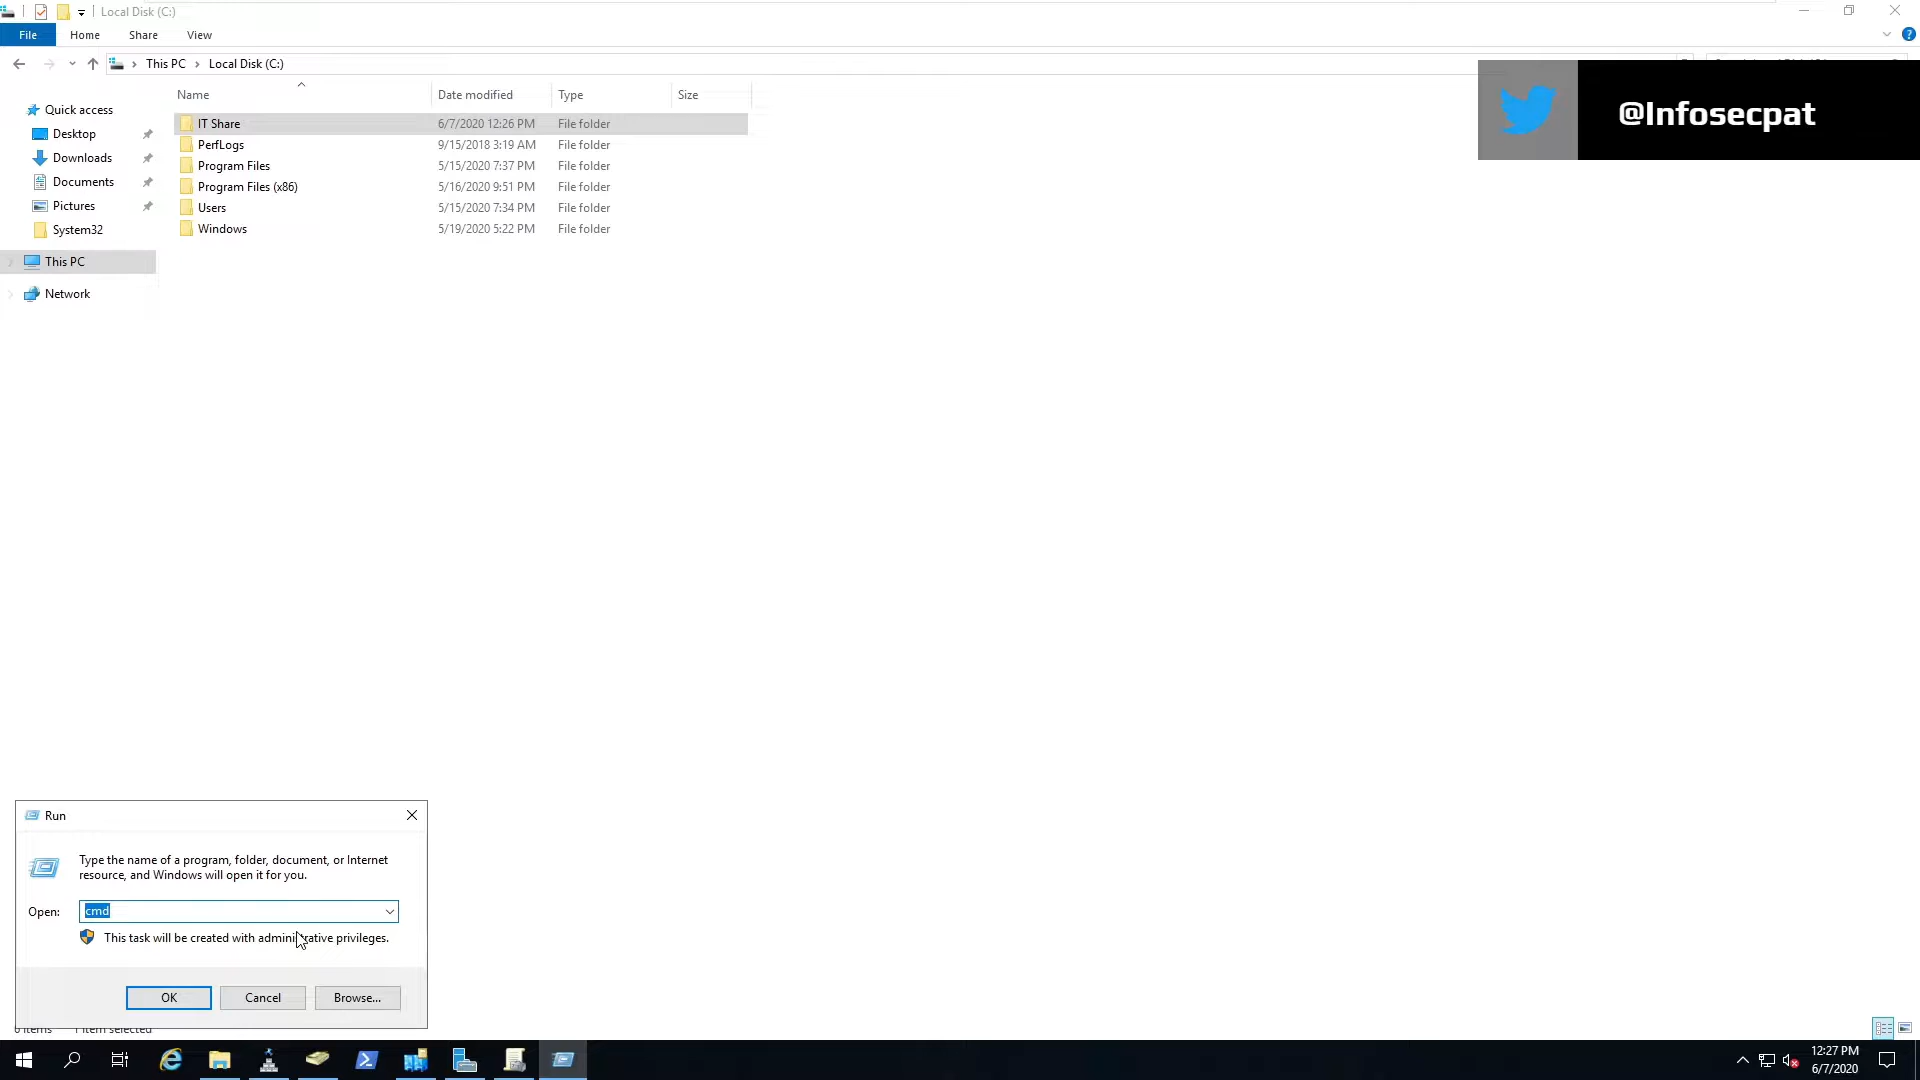 Local Disk (C:)
File Home Share View
This PC Local Disk (C:)
@Infosecpat
Name Date modified Type Size
Quick access
Desktop
Downloads
Documents
Pictures
System32
This PC
Network
IT Share 6/7/2020 12:26 PM File folder
PerfLogs 9/15/2018 3:19 AM File folder
Program Files 5/15/2020 7:37 PM File folder
Program Files (x86) 5/16/2020 9:51 PM File folder
Users 5/15/2020 7:34 PM File folder
Windows 5/19/2020 5:22 PM File folder
Run
Type the name of a program, folder, document, or Internet
resource, and Windows will open it for you.
Open: cmd
This task will be created with administrative privileges.
OK Cancel Browse...
items 1 item selected
12:27 PM
6/7/2020